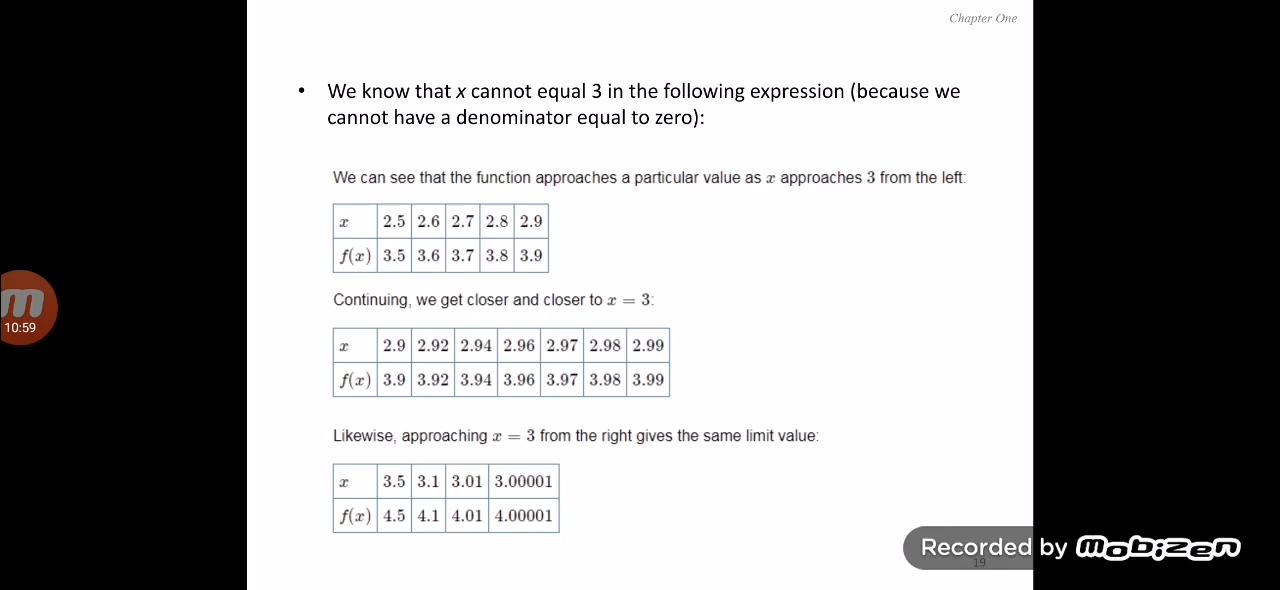 Chapter One
• We know that x cannot equal 3 in the following expression (because we
cannot have a denominator equal to zero):
We can see that the function approaches a particular value as x approaches 3 from the left:
x 2.5 2.6 2.7 2.8 2.9
f(x) 3.5 3.6 3.7 3.8 3.9
Continuing, we get closer and closer to x = 3:
x 2.9 2.92 2.94 2.96 2.97 2.98 2.99
f(x) 3.9 3.92 3.94 3.96 3.97 3.98 3.99
Likewise, approaching x = 3 from the right gives the same limit value:
x 3.5 3.1 3.01 3.00001
f(x) 4.5 4.1 4.01 4.00001
m
10:59
Recorded by Mobizen
19